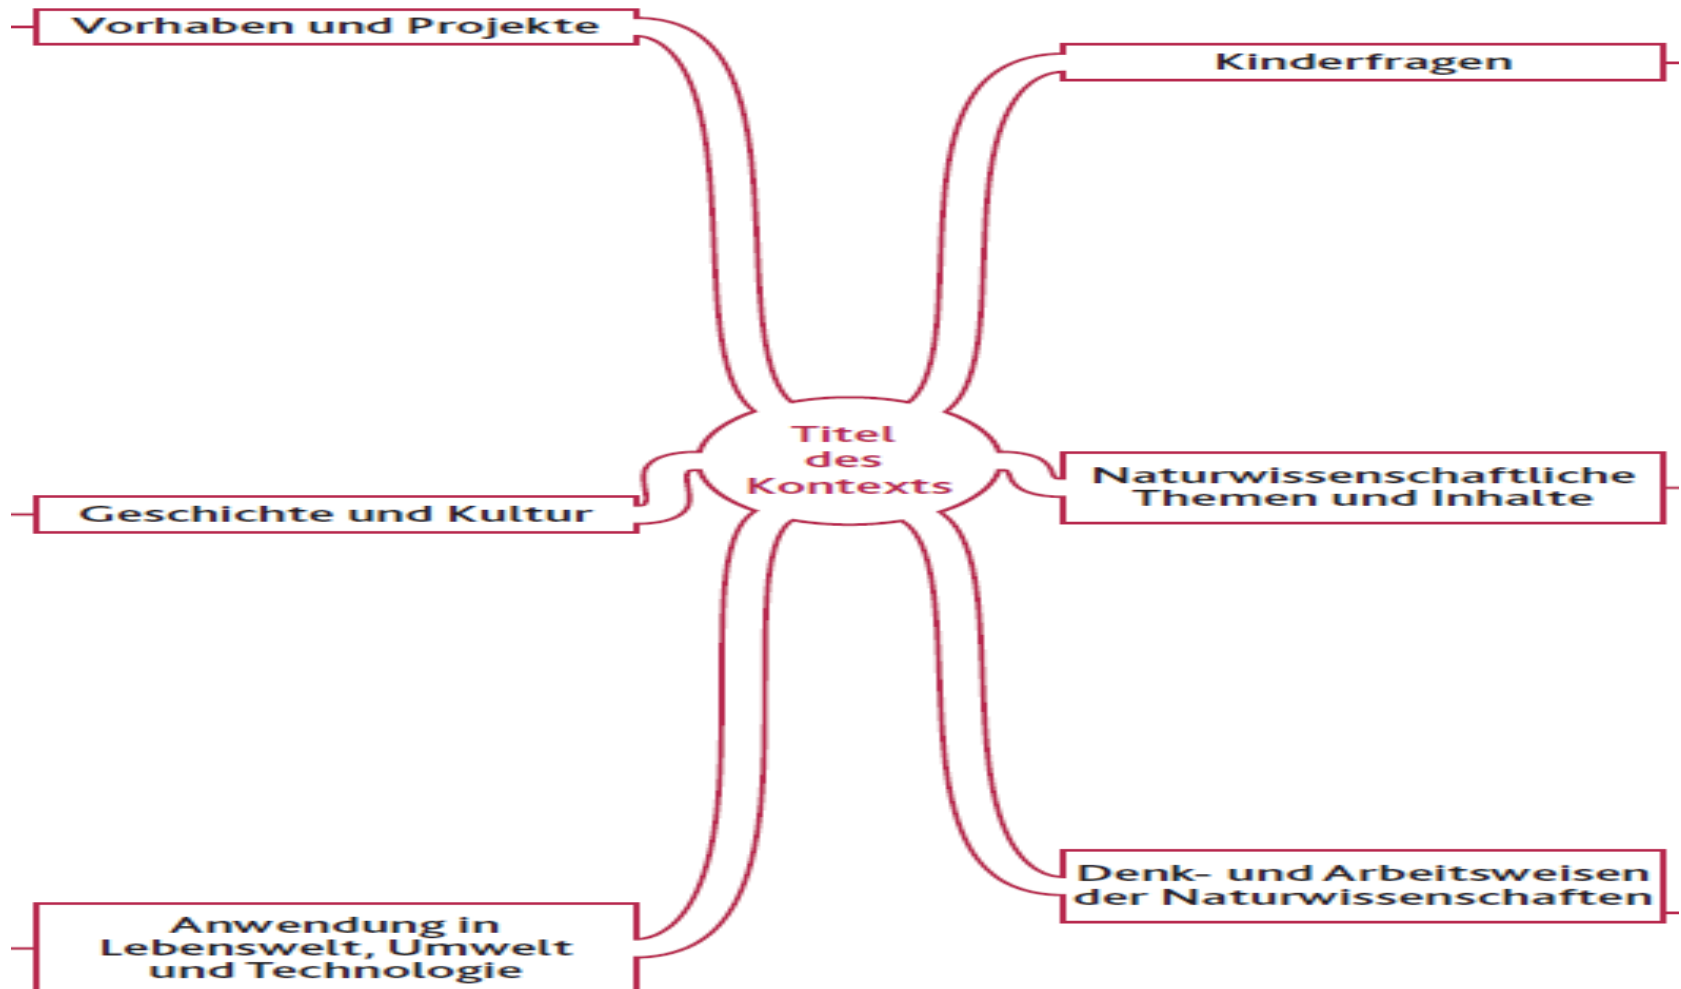 Vorhaben und Projekte
Kinderfragen
Titel
des
Kontexts
Naturwissenschaftliche
Themen und Inhalte
Geschichte und Kultur
Denk- und Arbeitsweisen
der Naturwissenschaften
Anwendung in
Lebenswelt, Umwelt
und Technologie